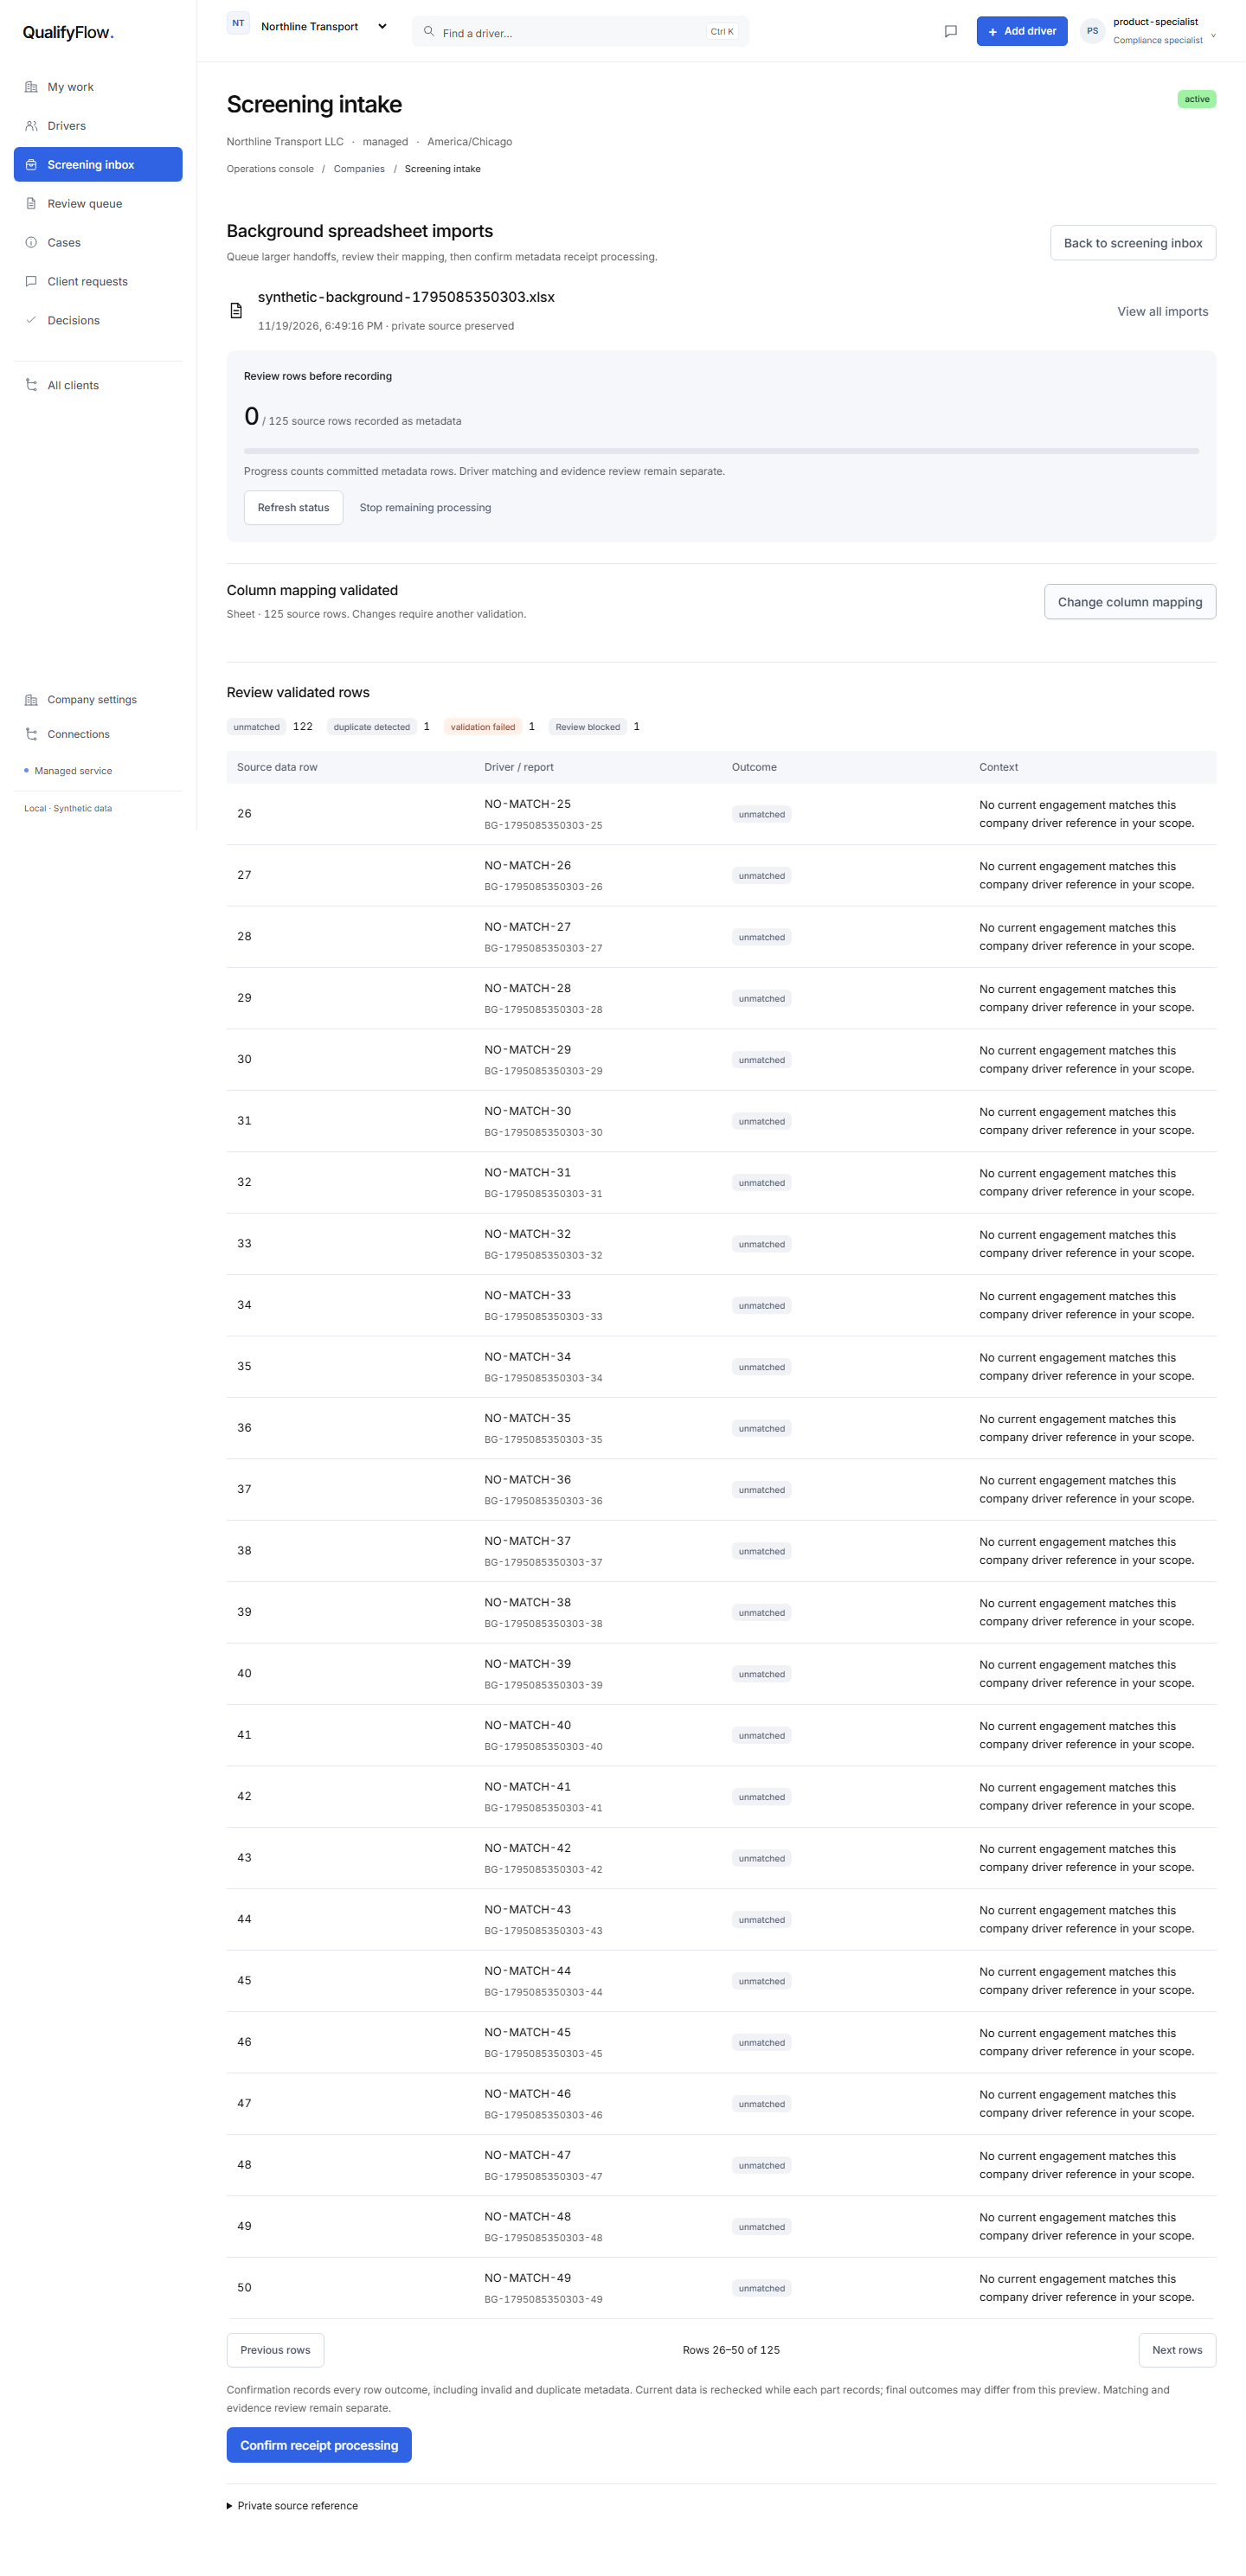 QualifyFlow.
My work
Drivers
Screening inbox
Review queue
Cases
Client requests
Decisions
All clients
Company settings
Connections
Managed service
Local · Synthetic data
NT
Northline Transport
Find a driver...
Ctrl K
+ Add driver
PS
product-specialist
Compliance specialist
Screening intake
active
Northline Transport LLC · managed · America/Chicago
Operations console / Companies / Screening intake
Background spreadsheet imports
Queue larger handoffs, review their mapping, then confirm metadata receipt processing.
Back to screening inbox
synthetic-background-1795085350303.xlsx
11/19/2026, 6:49:16 PM · private source preserved
View all imports
Review rows before recording
0 / 125 source rows recorded as metadata
Progress counts committed metadata rows. Driver matching and evidence review remain separate.
Refresh status
Stop remaining processing
Column mapping validated
Sheet · 125 source rows. Changes require another validation.
Change column mapping
Review validated rows
unmatched 122 duplicate detected 1 validation failed 1 Review blocked 1
Source data row Driver / report Outcome Context
26 NO-MATCH-25 BG-1795085350303-25 unmatched No current engagement matches this
company driver reference in your scope.
27 NO-MATCH-26 BG-1795085350303-26 unmatched No current engagement matches this
company driver reference in your scope.
28 NO-MATCH-27 BG-1795085350303-27 unmatched No current engagement matches this
company driver reference in your scope.
29 NO-MATCH-28 BG-1795085350303-28 unmatched No current engagement matches this
company driver reference in your scope.
30 NO-MATCH-29 BG-1795085350303-29 unmatched No current engagement matches this
company driver reference in your scope.
31 NO-MATCH-30 BG-1795085350303-30 unmatched No current engagement matches this
company driver reference in your scope.
32 NO-MATCH-31 BG-1795085350303-31 unmatched No current engagement matches this
company driver reference in your scope.
33 NO-MATCH-32 BG-1795085350303-32 unmatched No current engagement matches this
company driver reference in your scope.
34 NO-MATCH-33 BG-1795085350303-33 unmatched No current engagement matches this
company driver reference in your scope.
35 NO-MATCH-34 BG-1795085350303-34 unmatched No current engagement matches this
company driver reference in your scope.
36 NO-MATCH-35 BG-1795085350303-35 unmatched No current engagement matches this
company driver reference in your scope.
37 NO-MATCH-36 BG-1795085350303-36 unmatched No current engagement matches this
company driver reference in your scope.
38 NO-MATCH-37 BG-1795085350303-37 unmatched No current engagement matches this
company driver reference in your scope.
39 NO-MATCH-38 BG-1795085350303-38 unmatched No current engagement matches this
company driver reference in your scope.
40 NO-MATCH-39 BG-1795085350303-39 unmatched No current engagement matches this
company driver reference in your scope.
41 NO-MATCH-40 BG-1795085350303-40 unmatched No current engagement matches this
company driver reference in your scope.
42 NO-MATCH-41 BG-1795085350303-41 unmatched No current engagement matches this
company driver reference in your scope.
43 NO-MATCH-42 BG-1795085350303-42 unmatched No current engagement matches this
company driver reference in your scope.
44 NO-MATCH-43 BG-1795085350303-43 unmatched No current engagement matches this
company driver reference in your scope.
45 NO-MATCH-44 BG-1795085350303-44 unmatched No current engagement matches this
company driver reference in your scope.
46 NO-MATCH-45 BG-1795085350303-45 unmatched No current engagement matches this
company driver reference in your scope.
47 NO-MATCH-46 BG-1795085350303-46 unmatched No current engagement matches this
company driver reference in your scope.
48 NO-MATCH-47 BG-1795085350303-47 unmatched No current engagement matches this
company driver reference in your scope.
49 NO-MATCH-48 BG-1795085350303-48 unmatched No current engagement matches this
company driver reference in your scope.
50 NO-MATCH-49 BG-1795085350303-49 unmatched No current engagement matches this
company driver reference in your scope.
Previous rows
Rows 26–50 of 125
Next rows
Confirmation records every row outcome, including invalid and duplicate metadata. Current data is rechecked while each part records; final outcomes may differ from this preview. Matching and
evidence review remain separate.
Confirm receipt processing
Private source reference